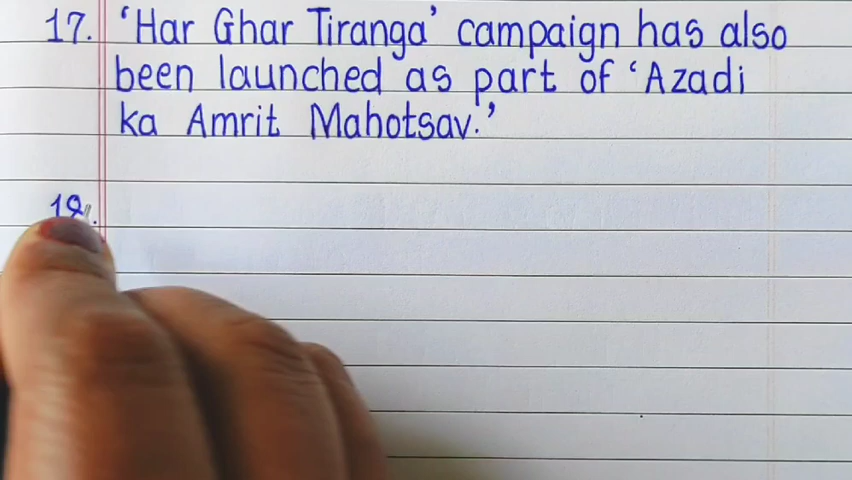 17. ‘Har Ghar Tiranga’ campaign has also
been launched as part of ‘Azadi
ka Amrit Mahotsav.’
18.